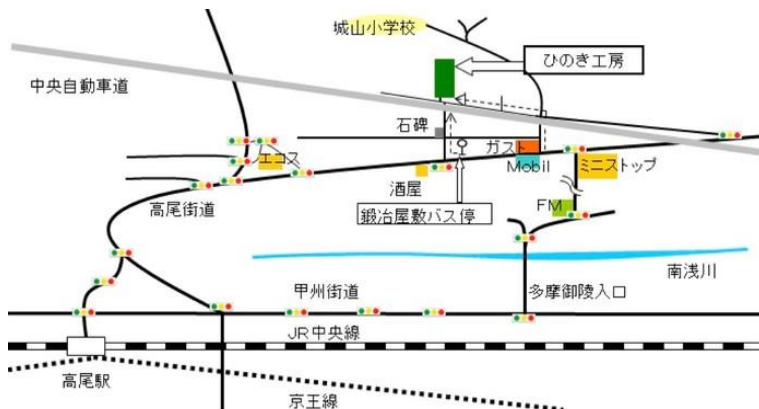 城山小学校
ひのき工房
中央自動車道
石碑
ガスト
エコス
Mobil
ミニストップ
酒屋
高尾街道
鍛冶屋敷バス停
FM
南浅川
甲州街道
多摩御陵入口
JR中央線
高尾駅
京王線